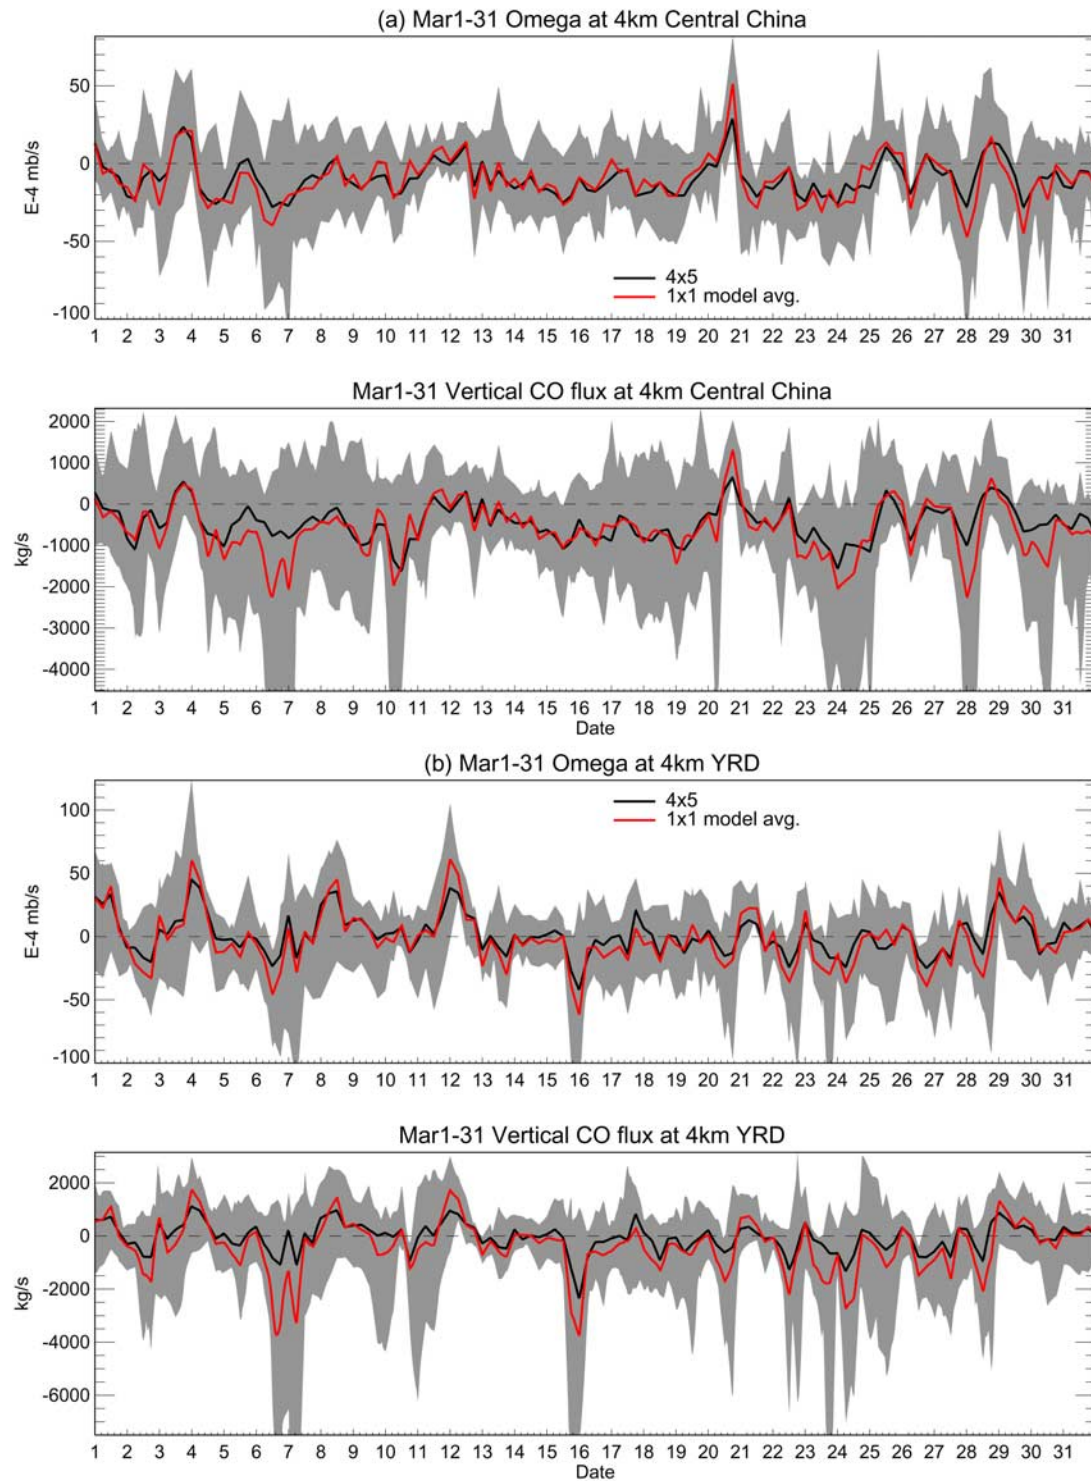 (a) Mar1-31 Omega at 4km Central China
50
0
-50
-100
E-4 mb/s
4x5
1x1 model avg.
1 2 3 4 5 6 7 8 9 10 11 12 13 14 15 16 17 18 19 20 21 22 23 24 25 26 27 28 29 30 31
Mar1-31 Vertical CO flux at 4km Central China
2000
1000
0
-1000
-2000
-3000
-4000
kg/s
1 2 3 4 5 6 7 8 9 10 11 12 13 14 15 16 17 18 19 20 21 22 23 24 25 26 27 28 29 30 31
Date
(b) Mar1-31 Omega at 4km YRD
100
50
0
-50
-100
E-4 mb/s
4x5
1x1 model avg.
1 2 3 4 5 6 7 8 9 10 11 12 13 14 15 16 17 18 19 20 21 22 23 24 25 26 27 28 29 30 31
Mar1-31 Vertical CO flux at 4km YRD
2000
0
-2000
-4000
-6000
kg/s
1 2 3 4 5 6 7 8 9 10 11 12 13 14 15 16 17 18 19 20 21 22 23 24 25 26 27 28 29 30 31
Date